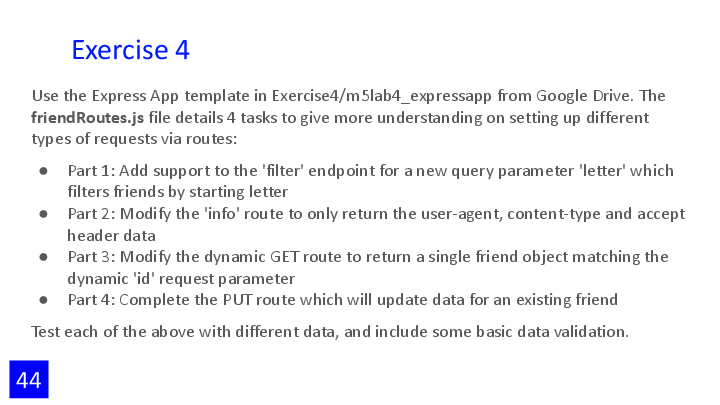 Exercise 4
Use the Express App template in Exercise4/m5lab4_expressapp from Google Drive. The
friendRoutes.js file details 4 tasks to give more understanding on setting up different
types of requests via routes:
● Part 1: Add support to the 'filter' endpoint for a new query parameter 'letter' which
filters friends by starting letter
● Part 2: Modify the 'info' route to only return the user-agent, content-type and accept
header data
● Part 3: Modify the dynamic GET route to return a single friend object matching the
dynamic 'id' request parameter
● Part 4: Complete the PUT route which will update data for an existing friend
Test each of the above with different data, and include some basic data validation.
44